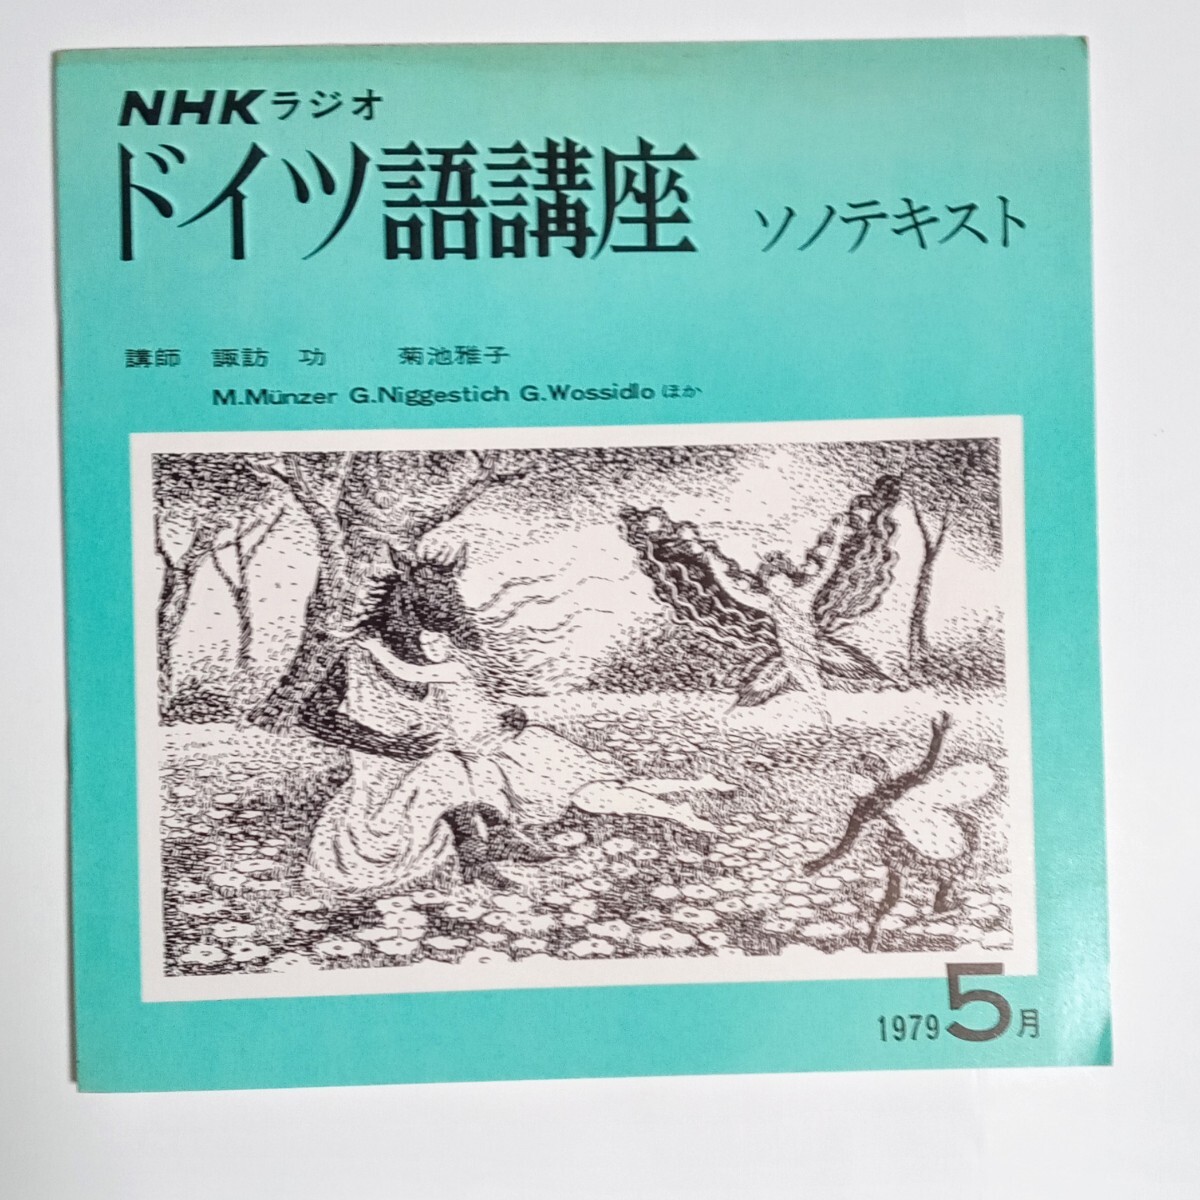 NHKラジオ
ドイツ語講座 ソノテキスト
講師 諏訪 功 菊池雅子
M.Münzer G.Niggestich G.Wossidlo ほか
1979 5月